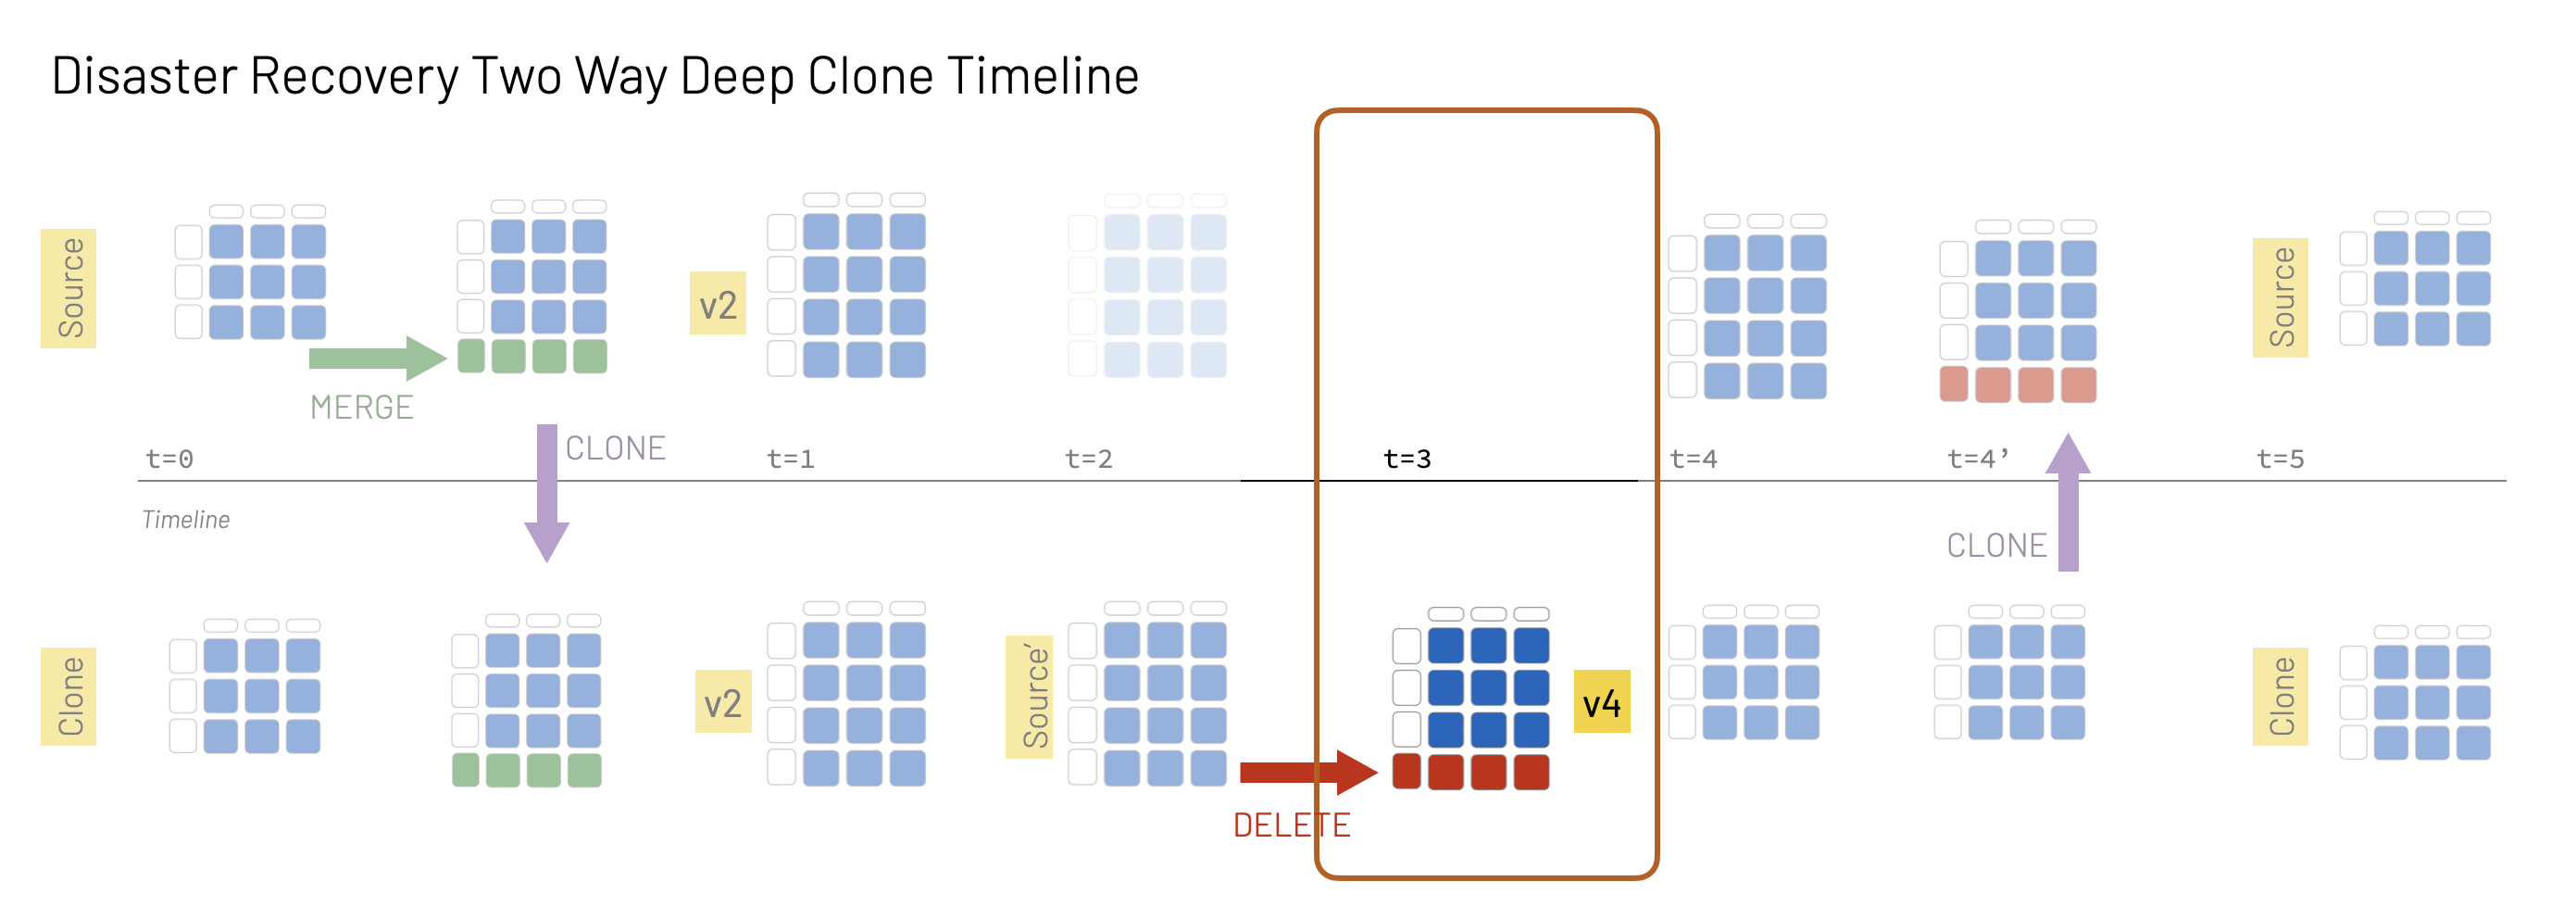 Disaster Recovery Two Way Deep Clone Timeline
Source
MERGE
CLONE
v2
Source
t=0
t=1
t=2
t=3
t=4
t=4’
t=5
Timeline
CLONE
Clone
v2
Source’
DELETE
v4
Clone